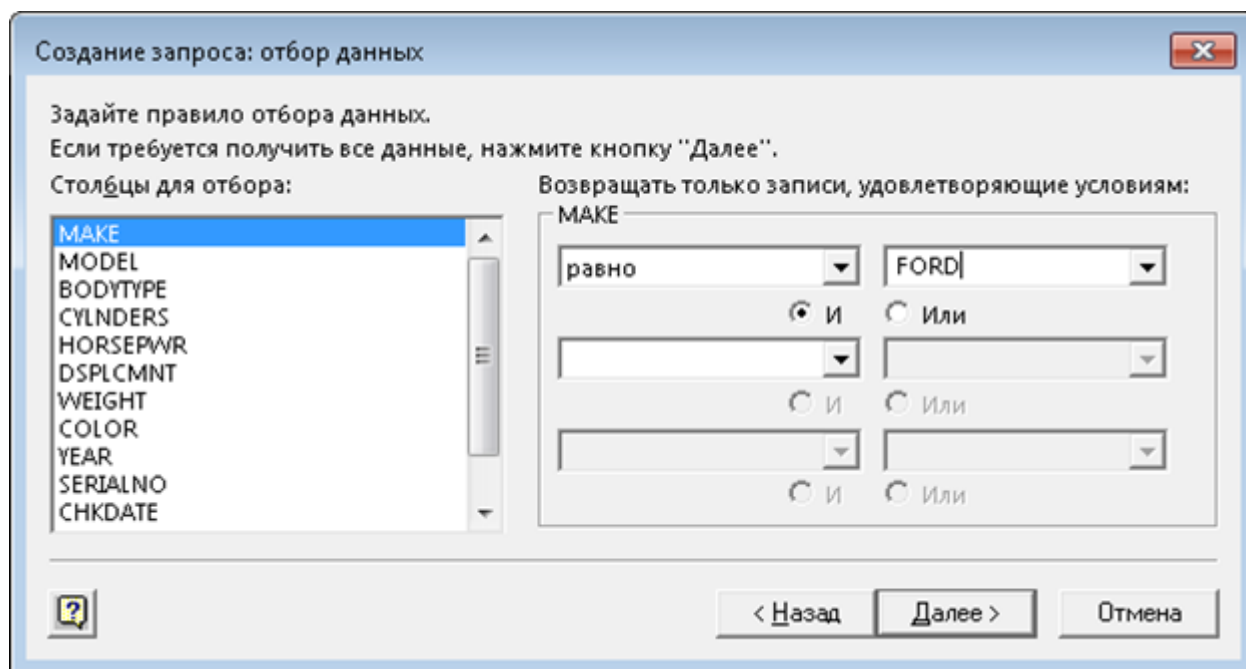 Создание запроса: отбор данных
Задайте правило отбора данных.
Если требуется получить все данные, нажмите кнопку "Далее".
Столбцы для отбора:
Возвращать только записи, удовлетворяющие условиям:
MAKE
MODEL
BODYTYPE
CYLNDERS
HORSEPWR
DSPLCMNT
WEIGHT
COLOR
YEAR
SERIALNO
CHKDATE
MAKE
равно FORD
И Или
И Или
И Или
? < Назад Далее > Отмена